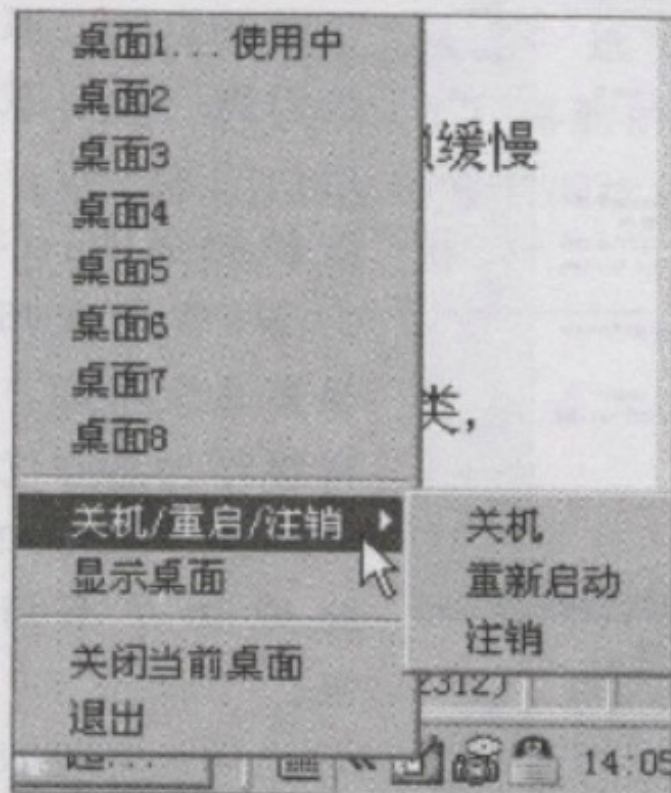 桌面1...使用中
桌面2
桌面3
缓慢
桌面4
桌面5
桌面6
桌面7
类，
桌面8
关机/重启/注销
关机
显示桌面
重新启动
注销
关闭当前桌面
2312)
退出
14:05